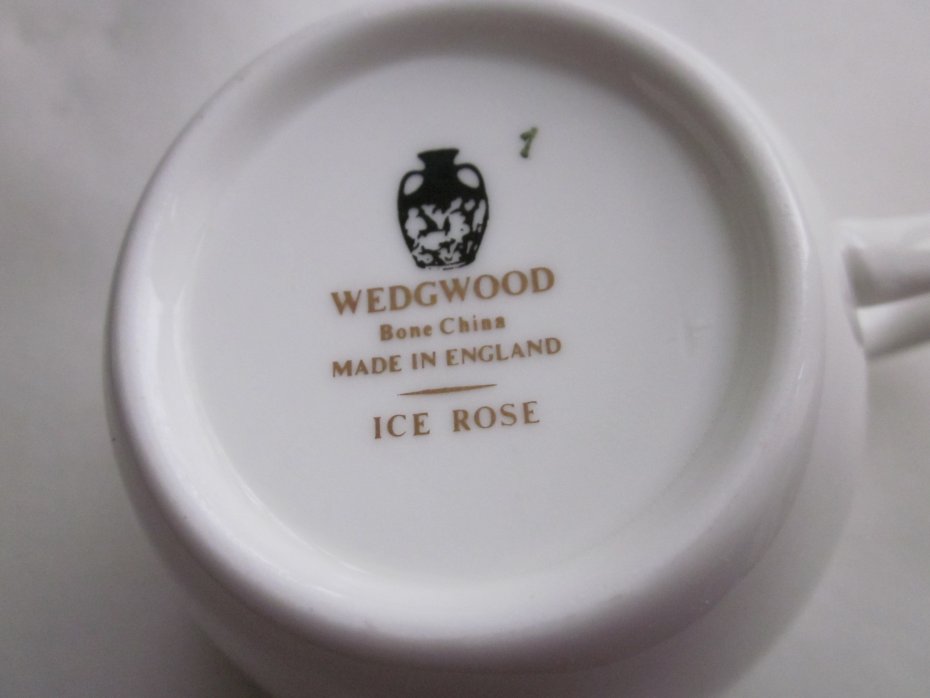 1
WEDGWOOD
Bone China
MADE IN ENGLAND
ICE ROSE